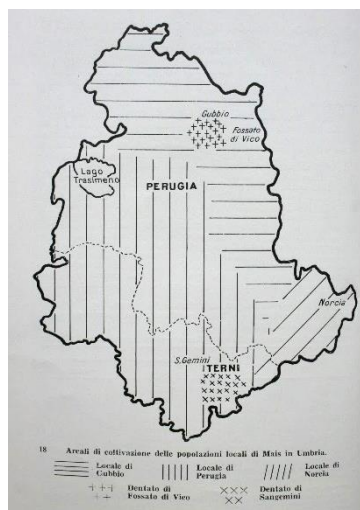 Gubbio
Fossato
di Vico
Lago
Trasimeno
PERUGIA
Norcia
S.Gemini
TERNI
18 Areali di coltivazione delle popolazioni locali di Mais in Umbria.
Locale di
Gubbio
Locale di
Perugia
Locale di
Norcia
Dentato di
Fossato di Vico
Dentato di
Sangemini